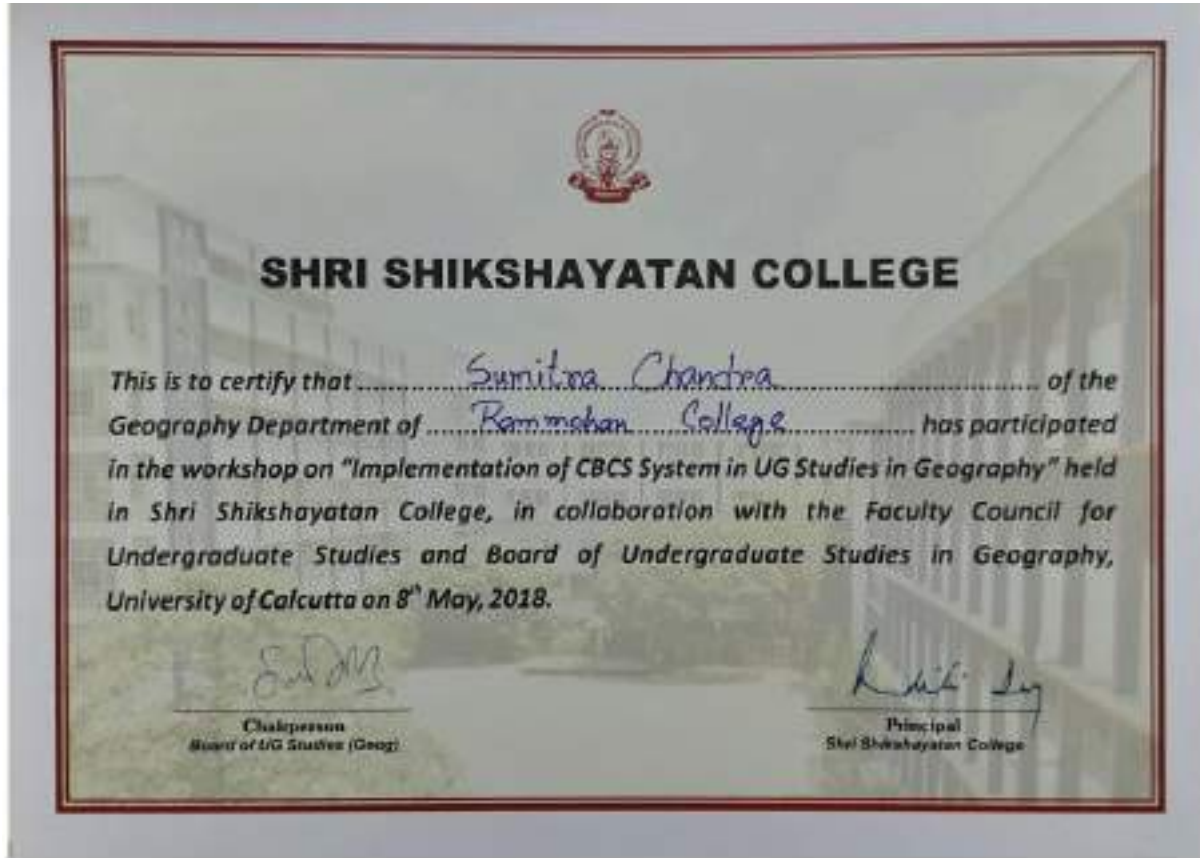 SHRI SHIKSHAYATAN COLLEGE
This is to certify that .......... Sumitra Chandra .......... of the
Geography Department of .......... Rammohan College .......... has participated
in the workshop on "Implementation of CBCS System in UG Studies in Geography" held
in Shri Shikshayatan College, in collaboration with the Faculty Council for
Undergraduate Studies and Board of Undergraduate Studies in Geography,
University of Calcutta on 8th May, 2018.
Chairperson
Board of UG Studies (Geog)
Principal
Shri Shikshayatan College